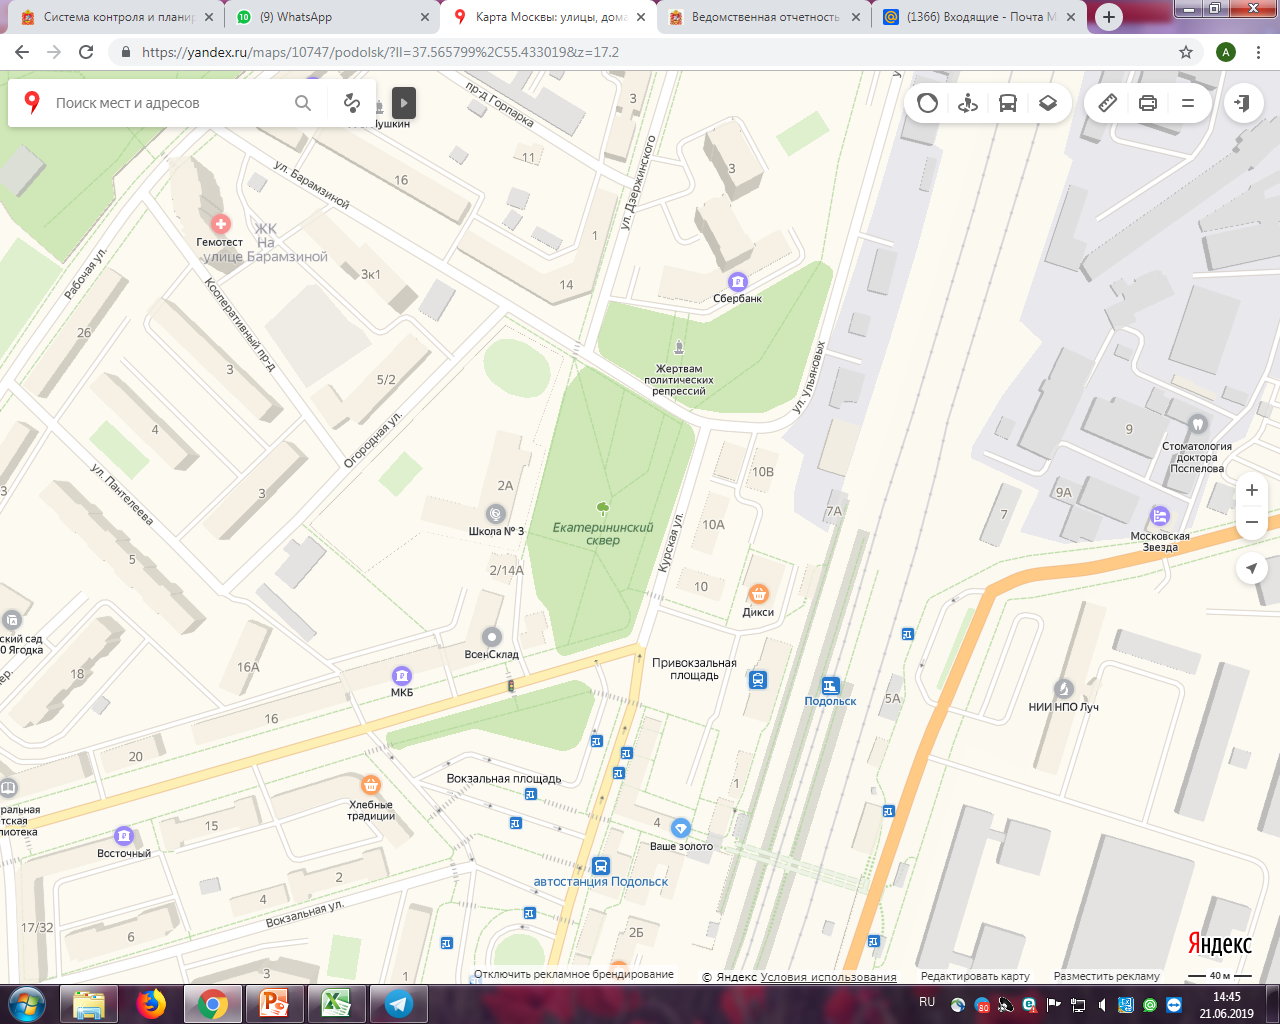 Система контроля и планир
(9) WhatsApp
Карта Москвы: улицы, дома
Ведомственная отчетность
(1366) Входящие - Почта M
https://yandex.ru/maps/10747/podolsk/?ll=37.565799%2C55.433019&z=17.2
A
Поиск мест и адресов
пр-д Горпарка
11
3
16
ул. Барамзиной
ул. Дзержинского
1
Гемотест
ЖК
На
улице Барамзиной
3к1
14
Сбербанк
Рабочая ул.
Кооперативный пр-д
26
3
5/2
Жертвам
политических
репрессий
ул. Ульяновых
4
Огородная ул.
9
Стоматология
доктора
Поспелова
3
ул. Пантелеева
3
2А
10В
9А
7
7А
Школа № 3
Екатерининский
сквер
Курская ул.
10А
Московская
Звезда
5
2/14А
10
Дикси
ский сад
0 Ягодка
ВоенСклад
16А
18
МКБ
Привокзальная
площадь
Подольск
5А
НИИ НПО Луч
16
20
Вокзальная площадь
1
Хлебные
традиции
15
4
Ваше золото
Восточный
автостанция Подольск
2
4
17/32
Вокзальная ул.
6
2Б
1
Яндекс
Отключить рекламное брендирование
© Яндекс Условия использования
Редактировать карту
Разместить рекламу
40 м
RU
14:45
21.06.2019